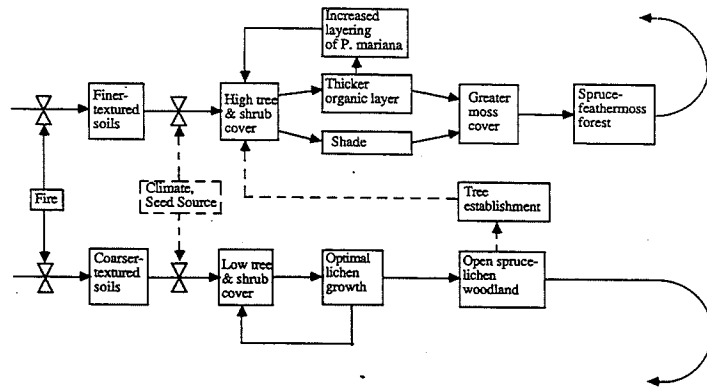 Increased
layering
of P. mariana
Finer-
textured
soils
High tree
& shrub
cover
Thicker
organic layer
Shade
Greater
moss
cover
Spruce-
feathermoss
forest
Fire
Climate,
Seed Source
Tree
establishment
Coarser-
textured
soils
Low tree
& shrub
cover
Optimal
lichen
growth
Open spruce-
lichen
woodland